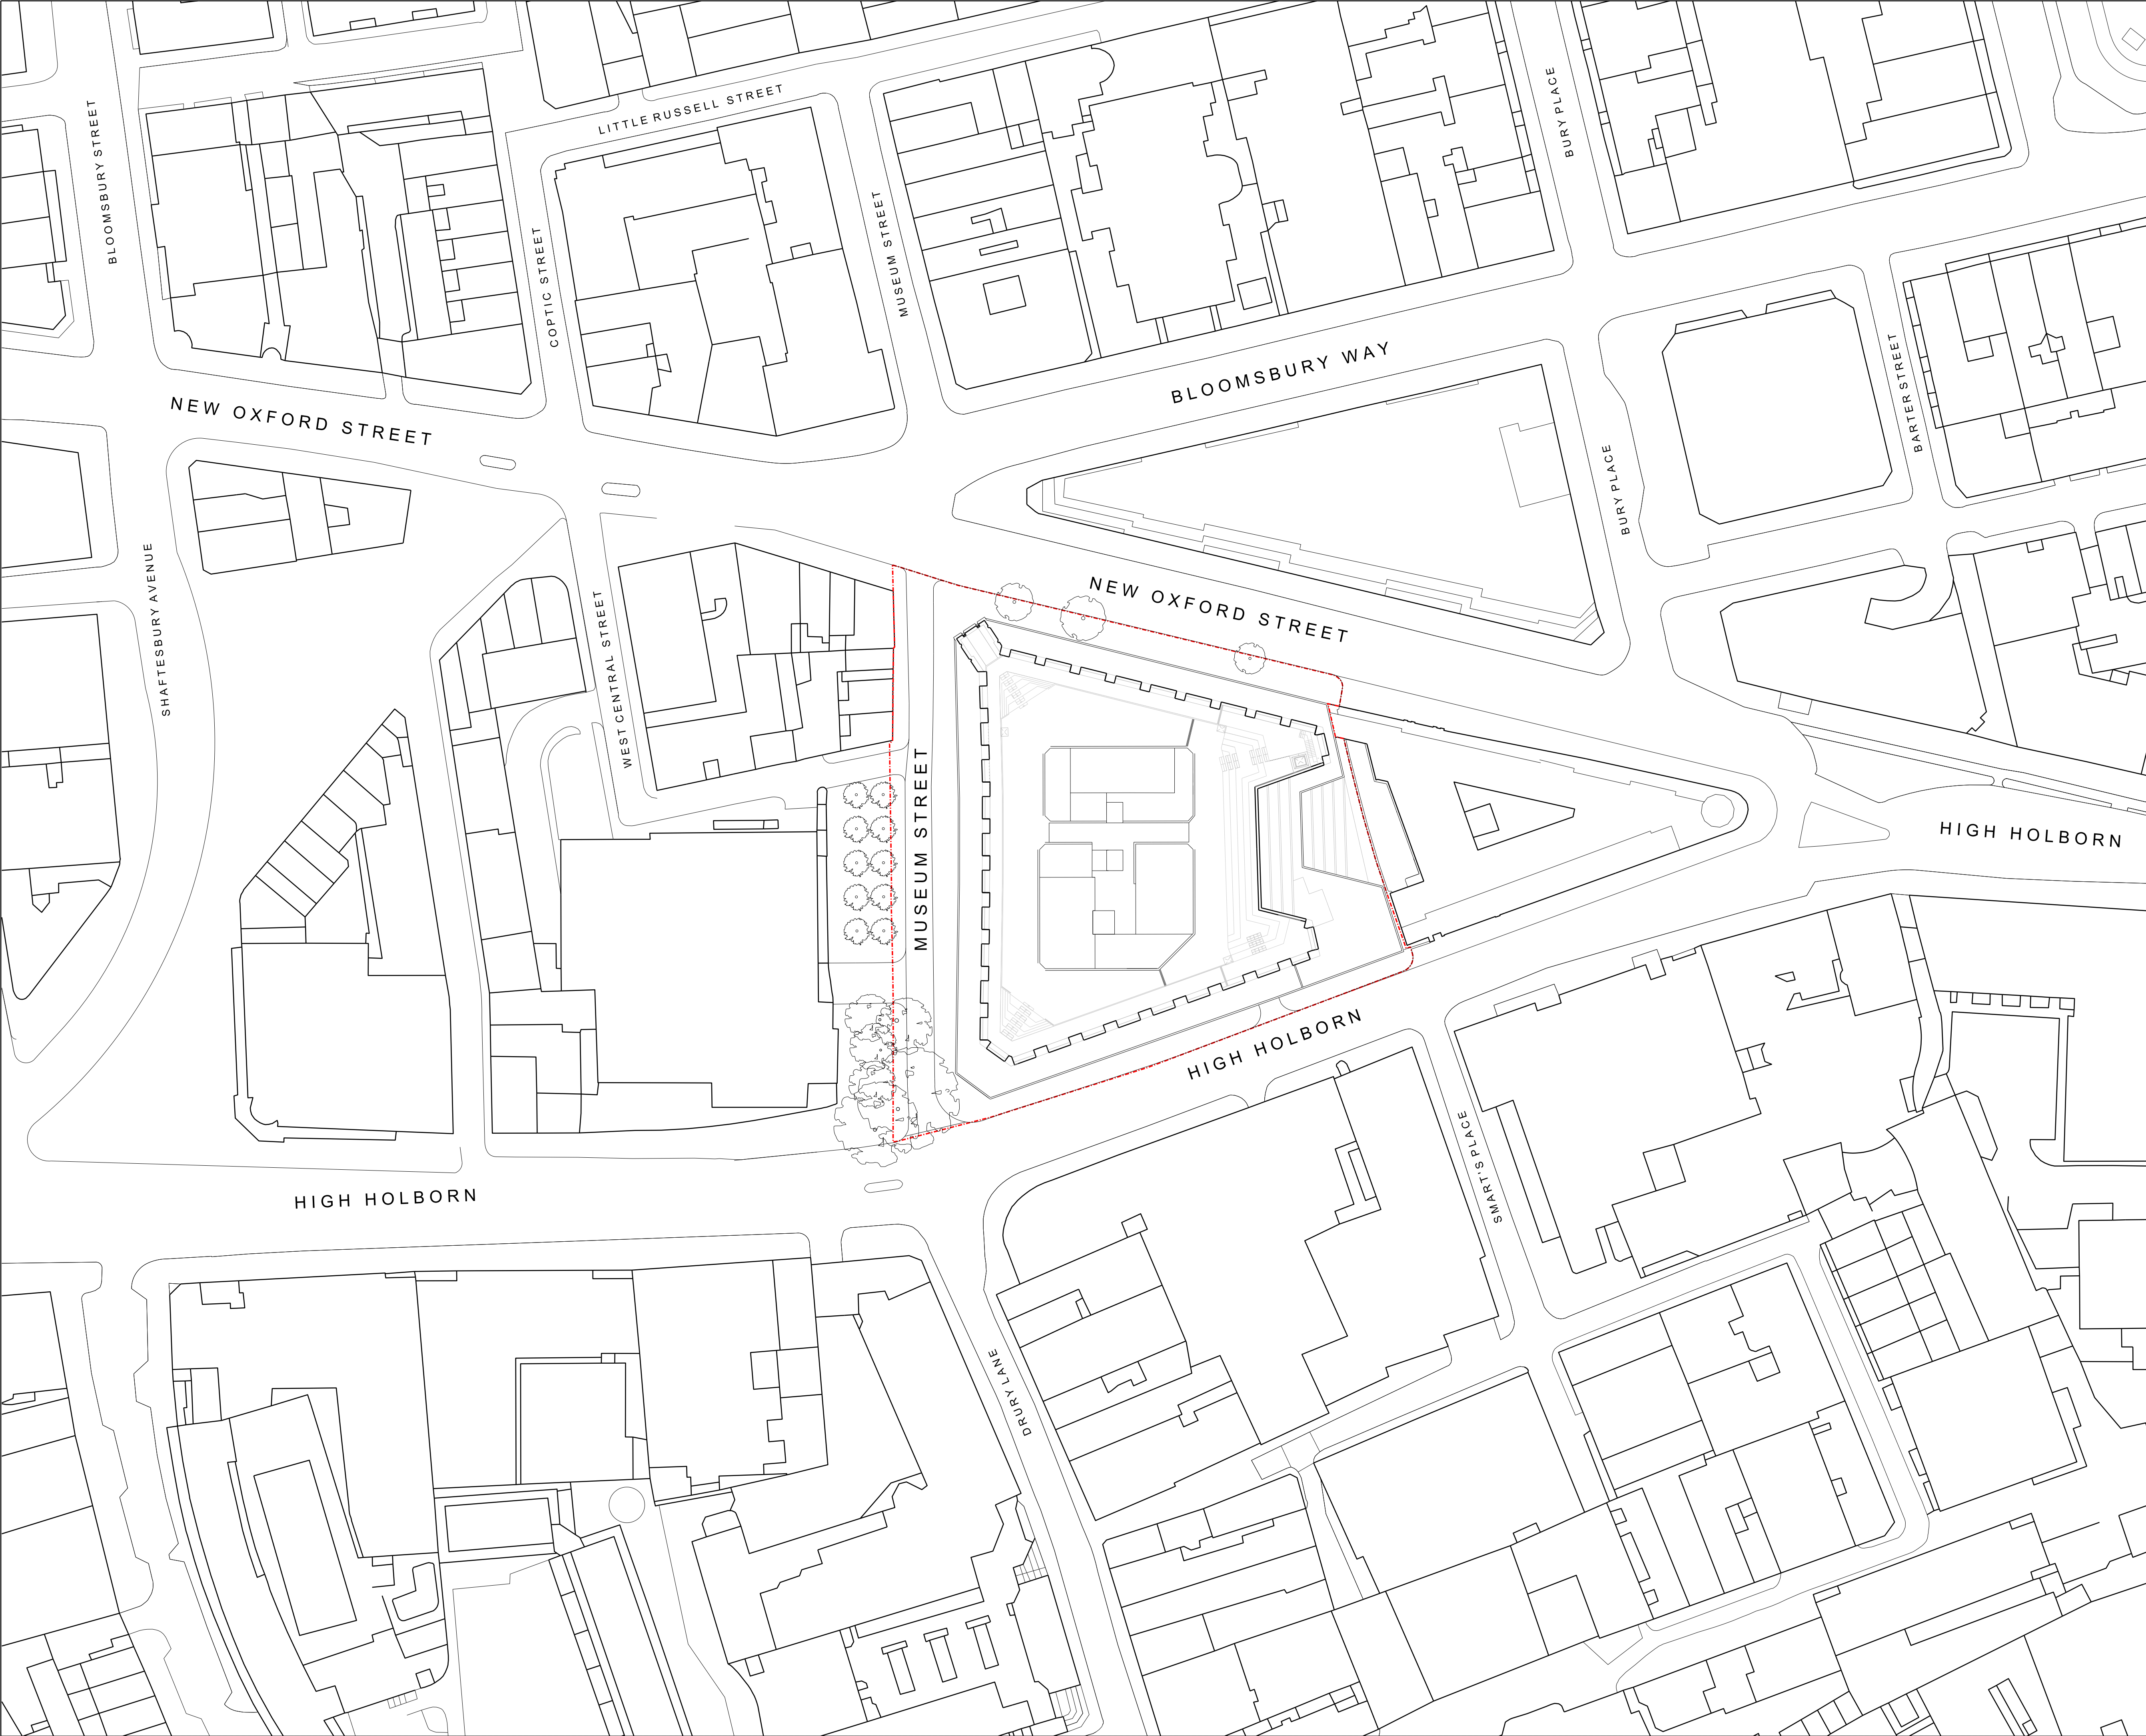 LITTLE RUSSELL STREET
BLOOMSBURY STREET
BURY PLACE
MUSEUM STREET
COPTIC STREET
BLOOMSBURY WAY
BARTER STREET
NEW OXFORD STREET
BURY PLACE
SHAFTESBURY AVENUE
NEW OXFORD STREET
WEST CENTRAL STREET
MUSEUM STREET
HIGH HOLBORN
HIGH HOLBORN
SMART'S PLACE
HIGH HOLBORN
DRURY LANE